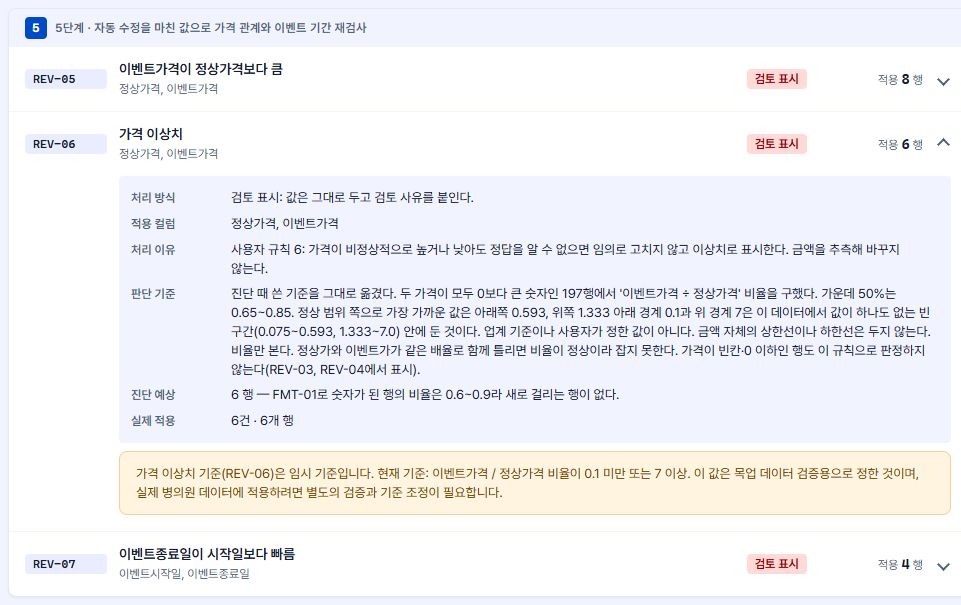 5 5단계 · 자동 수정을 마친 값으로 가격 관계와 이벤트 기간 재검사
REV-05 이벤트가격이 정상가격보다 큼 검토 표시 적용 8 행
정상가격, 이벤트가격
REV-06 가격 이상치 검토 표시 적용 6 행
정상가격, 이벤트가격
처리 방식 검토 표시: 값은 그대로 두고 검토 사유를 붙인다.
적용 컬럼 정상가격, 이벤트가격
처리 이유 사용자 규칙 6: 가격이 비정상적으로 높거나 낮아도 정답을 알 수 없으면 임의로 고치지 않고 이상치로 표시한다. 금액을 추측해 바꾸지
않는다.
판단 기준 진단 때 쓴 기준을 그대로 옮겼다. 두 가격이 모두 0보다 큰 숫자인 197행에서 '이벤트가격 ÷ 정상가격' 비율을 구했다. 가운데 50%는
0.65~0.85. 정상 범위 쪽으로 가장 가까운 값은 아래쪽 0.593, 위쪽 1.333 아래 경계 0.1과 위 경계 7은 이 데이터에서 값이 하나도 없는 빈
구간(0.075~0.593, 1.333~7.0) 안에 둔 것이다. 업계 기준이나 사용자가 정한 값이 아니다. 금액 자체의 상한선이나 하한선은 두지 않는다.
비율만 본다. 정상가와 이벤트가가 같은 배율로 함께 틀리면 비율이 정상이라 잡지 못한다. 가격이 빈칸·0 이하인 행도 이 규칙으로 판정하지
않는다(REV-03, REV-04에서 표시).
진단 예상 6 행 — FMT-01로 숫자가 된 행의 비율은 0.6~0.9라 새로 걸리는 행이 없다.
실제 적용 6건 · 6개 행
가격 이상치 기준(REV-06)은 임시 기준입니다. 현재 기준: 이벤트가격 / 정상가격 비율이 0.1 미만 또는 7 이상. 이 값은 목업 데이터 검증용으로 정한 것이며,
실제 병의원 데이터에 적용하려면 별도의 검증과 기준 조정이 필요합니다.
REV-07 이벤트종료일이 시작일보다 빠름 검토 표시 적용 4 행
이벤트시작일, 이벤트종료일